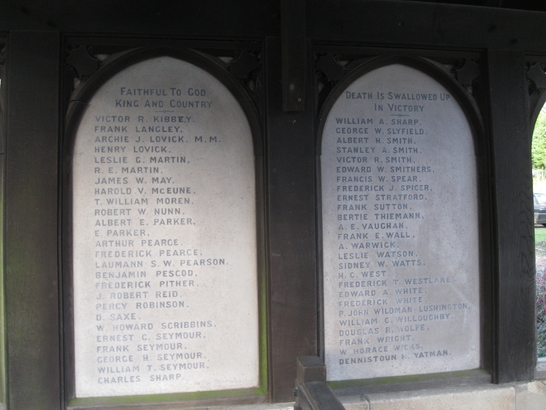 FAITHFUL TO GOD
KING AND COUNTRY
VICTOR R. KIBBEY.
FRANK LANGLEY.
ARCHIE J. LOVICK. M.M.
HENRY LOVICK.
LESLIE G. MARTIN.
R. E. MARTIN.
JAMES W. MAY.
HAROLD V. McEUNE.
T. WILLIAM MOREN.
ROBERT W. NUNN.
ALBERT E. PARKER.
E. PARKER.
ARTHUR PEARCE.
FREDERICK PEARCE.
LAUMANN S. W. PEARSON.
BENJAMIN PESCOD.
FREDERICK PITHER.
J. ROBERT REID.
PERCY ROBINSON.
D. SAXE.
W. HOWARD SCRIBBINS.
ERNEST C. SEYMOUR.
FRANK SEYMOUR.
GEORGE H. SEYMOUR.
WILLIAM T. SEYMOUR.
CHARLES SHARP.
DEATH IS SWALLOWED UP
IN VICTORY
WILLIAM A. SHARP.
GEORGE W. SLYFIELD.
ALBERT H. SMITH.
STANLEY A. SMITH.
VICTOR R. SMITH.
EDWARD W. SMITHERS.
FRANCIS W. SPEAR.
FREDERICK J. SPICER.
ERNEST STRATFORD.
FRANK SUTTON.
BERTIE THIEMANN.
A. E. VAUGHAN.
FRANK E. WALL.
A. WARWICK.
LESLIE WATSON.
SIDNEY W. WATTS.
H. C. WEST.
FREDERICK T. WESTLAKE.
EDWARD A. WHITE.
FREDERICK WHITE.
P. JOHN WILDMAN-LUSHINGTON.
WILLIAM C. WILLOUGHBY.
DOUGLAS R. WOLFE.
FRANK WRIGHT.
W. HORACE WICKS.
DENNISTOUN L. YATMAN.